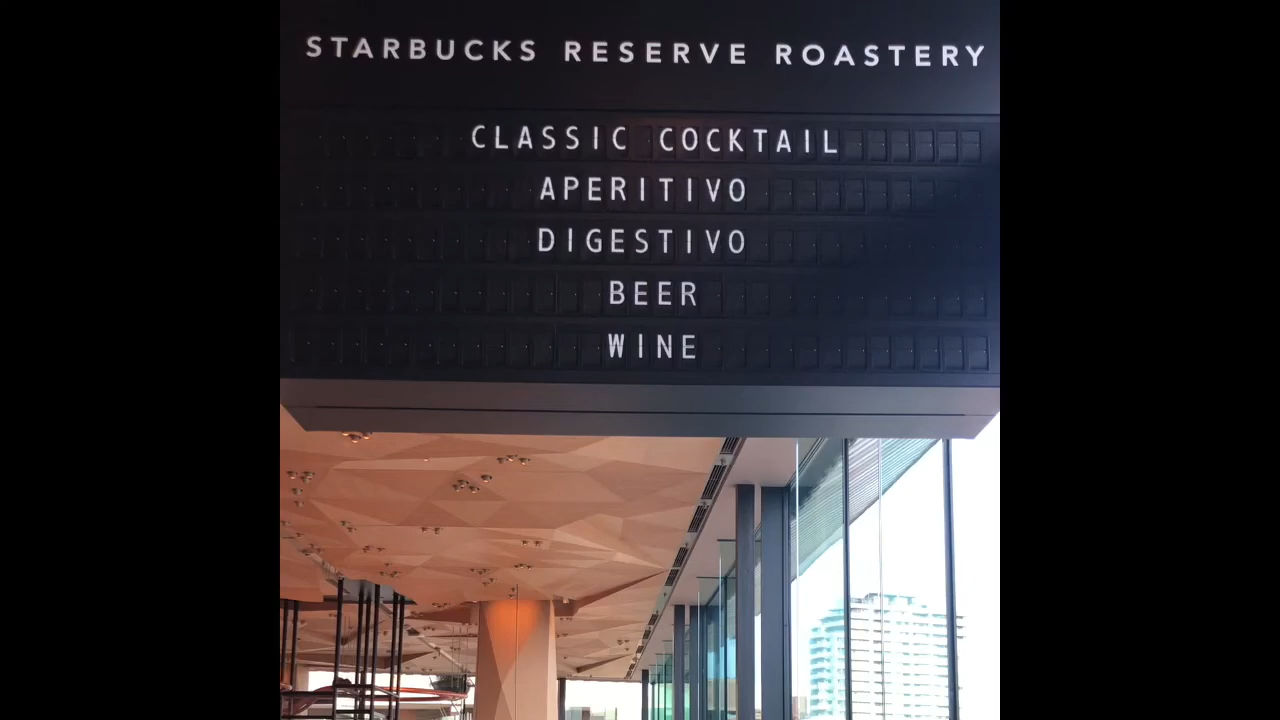 STARBUCKS RESERVE ROASTERY
CLASSIC COCKTAIL
APERITIVO
DIGESTIVO
BEER
WINE